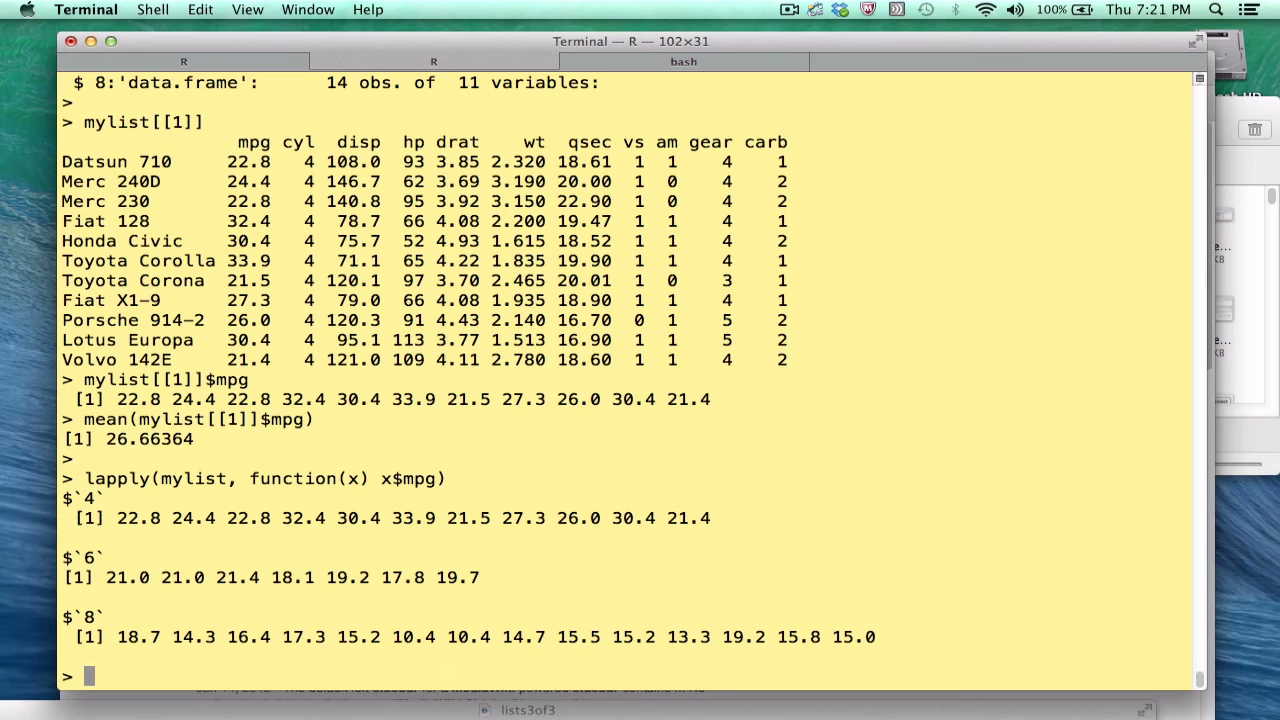 Terminal Shell Edit View Window Help 100% Thu 7:21 PM
Terminal — R — 102×31
R R bash
$ 8:'data.frame': 14 obs. of 11 variables:
>
> mylist[[1]]
mpg cyl disp hp drat wt qsec vs am gear carb
Datsun 710 22.8 4 108.0 93 3.85 2.320 18.61 1 1 4 1
Merc 240D 24.4 4 146.7 62 3.69 3.190 20.00 1 0 4 2
Merc 230 22.8 4 140.8 95 3.92 3.150 22.90 1 0 4 2
Fiat 128 32.4 4 78.7 66 4.08 2.200 19.47 1 1 4 1
Honda Civic 30.4 4 75.7 52 4.93 1.615 18.52 1 1 4 2
Toyota Corolla 33.9 4 71.1 65 4.22 1.835 19.90 1 1 4 1
Toyota Corona 21.5 4 120.1 97 3.70 2.465 20.01 1 0 3 1
Fiat X1-9 27.3 4 79.0 66 4.08 1.935 18.90 1 1 4 1
Porsche 914-2 26.0 4 120.3 91 4.43 2.140 16.70 0 1 5 2
Lotus Europa 30.4 4 95.1 113 3.77 1.513 16.90 1 1 5 2
Volvo 142E 21.4 4 121.0 109 4.11 2.780 18.60 1 1 4 2
> mylist[[1]]$mpg
[1] 22.8 24.4 22.8 32.4 30.4 33.9 21.5 27.3 26.0 30.4 21.4
> mean(mylist[[1]]$mpg)
[1] 26.66364
>
> lapply(mylist, function(x) x$mpg)
$`4`
[1] 22.8 24.4 22.8 32.4 30.4 33.9 21.5 27.3 26.0 30.4 21.4
$`6`
[1] 21.0 21.0 21.4 18.1 19.2 17.8 19.7
$`8`
[1] 18.7 14.3 16.4 17.3 15.2 10.4 10.4 14.7 15.5 15.2 13.3 19.2 15.8 15.0
>
lists3of3